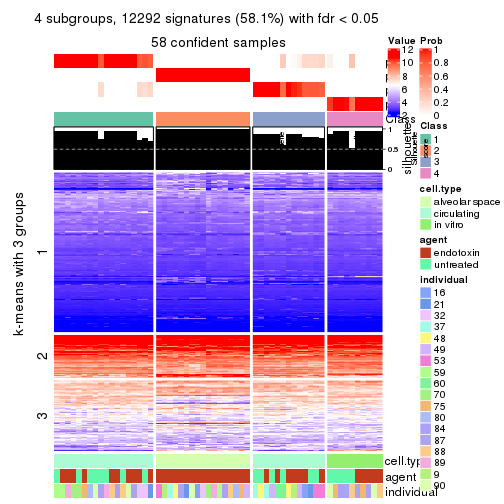 4 subgroups, 12292 signatures (58.1%) with fdr < 0.05
58 confident samples
k-means with 3 groups
1
2
3
Class
1
0.5
0
silhouette
cell.type
agent
individual
Value
12
10
8
6
4
2
Prob
1
0.8
0.6
0.4
0.2
0
Class
1
2
3
4
cell.type
alveolar space
circulating
in vitro
agent
endotoxin
untreated
individual
16
21
32
37
48
49
53
59
60
70
75
80
84
87
88
89
9
90